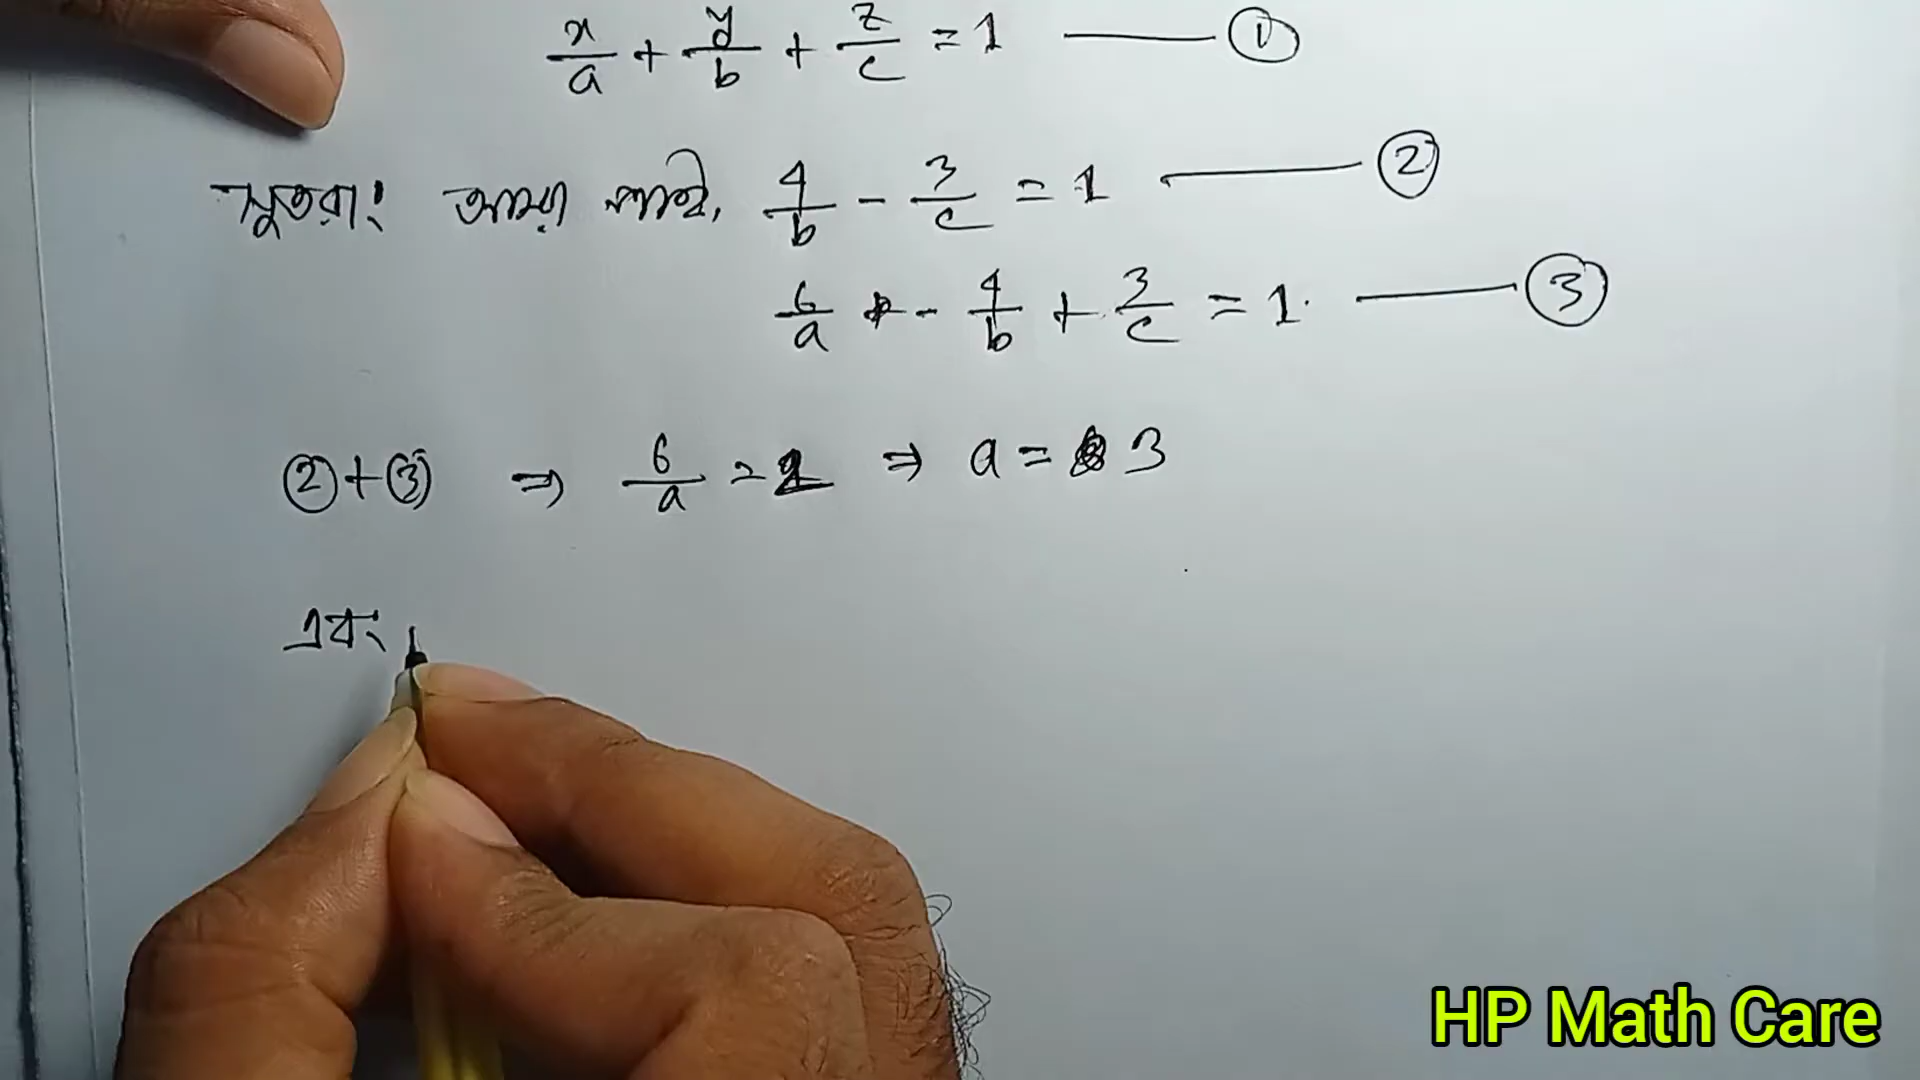 x/a + y/b + z/c = 1 —— ①
সুতরাং আমরা পাই, 4/b - 3/c = 1 —— ②
6/a - 4/b + 3/c = 1. —— ③
②+③ ⇒ 6/a = 2 ⇒ a = 3
এবং
HP Math Care